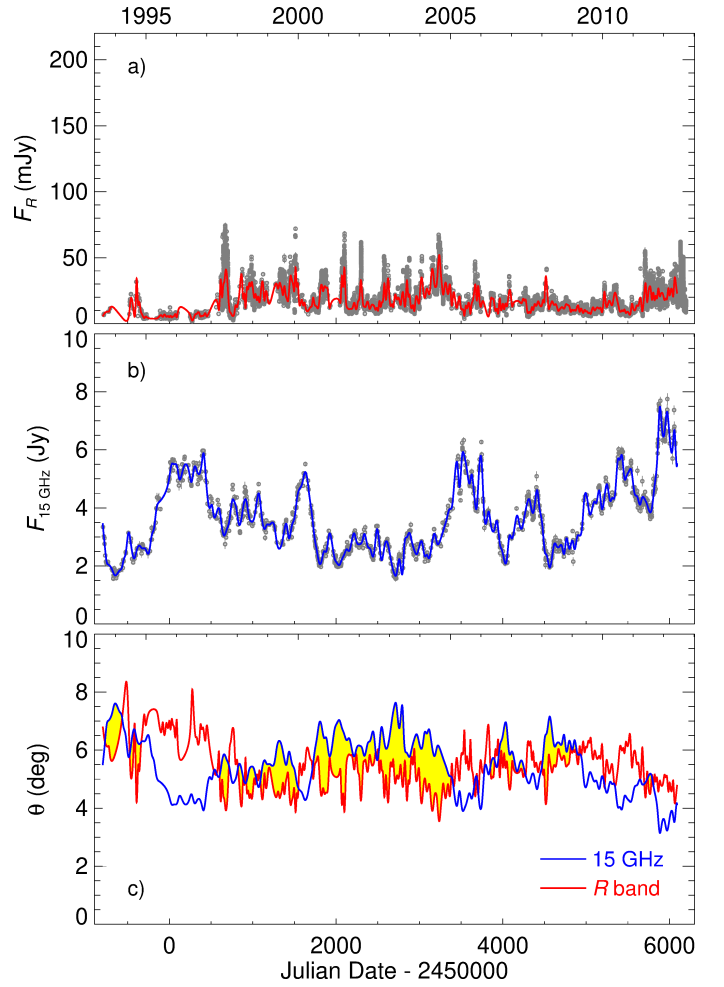 1995 2000 2005 2010
a)
200
150
100
50
0
F_R (mJy)
b)
10
8
6
4
2
0
F_15 GHz (Jy)
10
8
6
4
2
0
θ (deg)
15 GHz
R band
c)
0 2000 4000 6000
Julian Date - 2450000